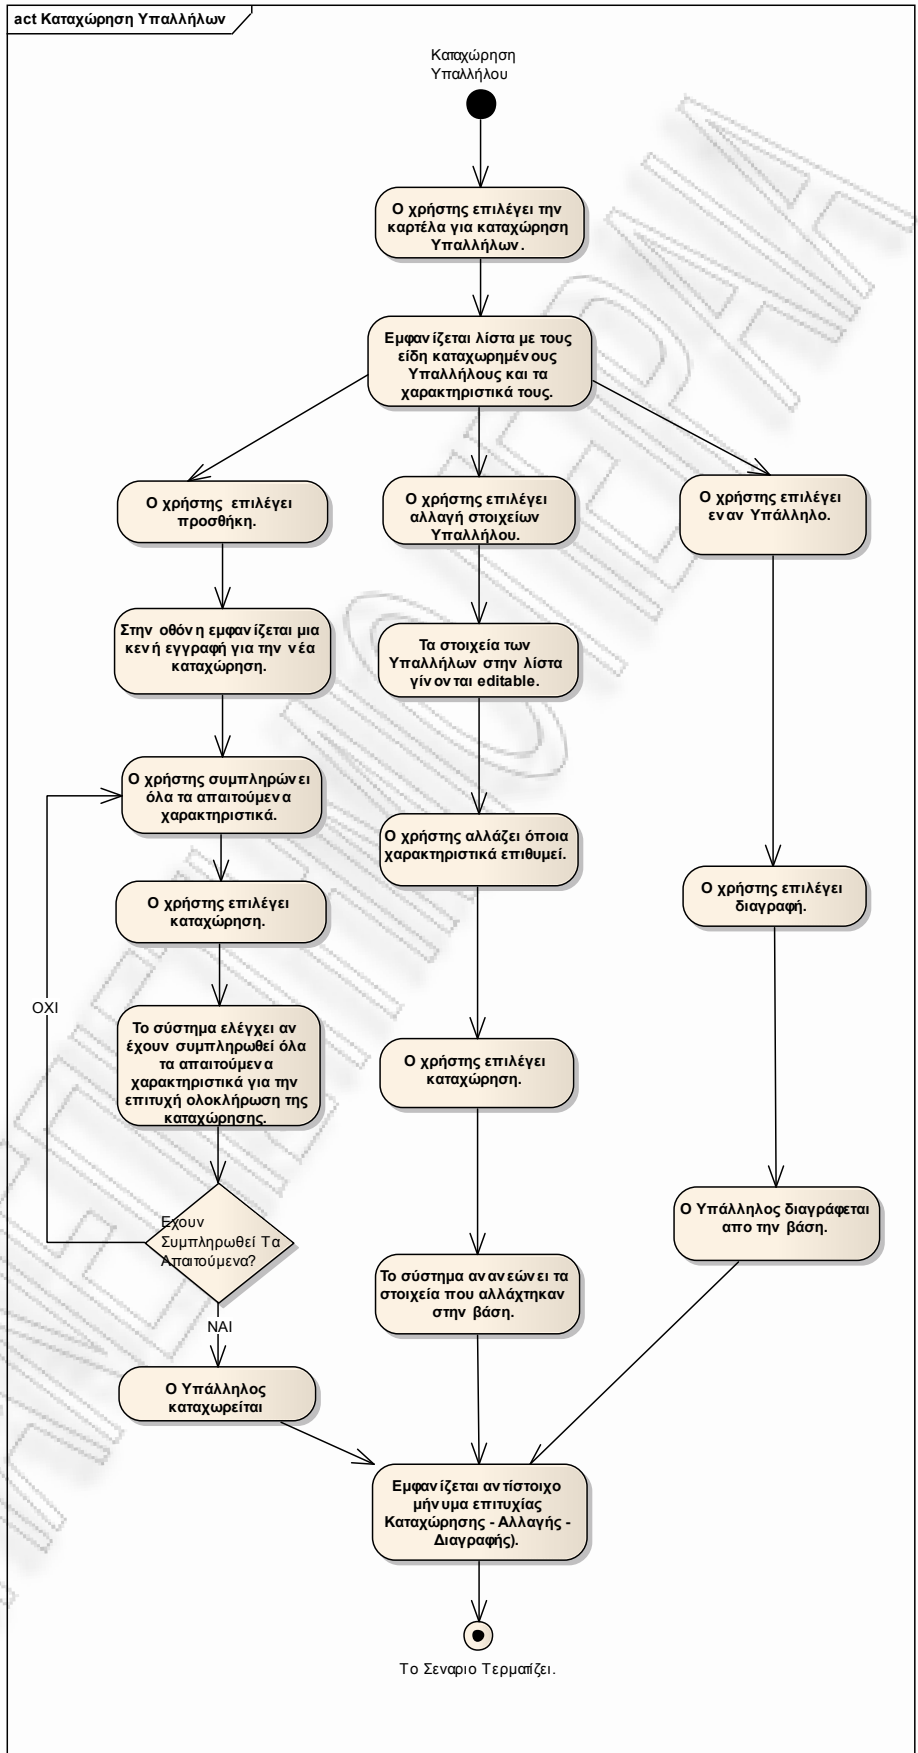 act Καταχώρηση Υπαλλήλων
Καταχώρηση
Υπαλλήλου
Ο χρήστης επιλέγει την
καρτέλα για καταχώρηση
Υπαλλήλων.
Εμφανίζεται λίστα με τους
είδη καταχωρημένους
Υπαλλήλους και τα
χαρακτηριστικά τους.
Ο χρήστης επιλέγει
προσθήκη.
Στην οθόνη εμφανίζεται μια
κενή εγγραφή για την νέα
καταχώρηση.
Ο χρήστης συμπληρώνει
όλα τα απαιτούμενα
χαρακτηριστικά.
Ο χρήστης επιλέγει
καταχώρηση.
Το σύστημα ελέγχει αν
έχουν συμπληρωθεί όλα
τα απαιτούμενα
χαρακτηριστικά για την
επιτυχή ολοκλήρωση της
καταχώρησης.
ΟΧΙ
Εχουν
Συμπληρωθεί Τα
Απαιτούμενα?
ΝΑΙ
Ο Υπάλληλος
καταχωρείται
Ο χρήστης επιλέγει
αλλαγή στοιχείων
Υπαλλήλου.
Τα στοιχεία των
Υπαλλήλων στην λίστα
γίνονται editable.
Ο χρήστης αλλάζει όποια
χαρακτηριστικά επιθυμεί.
Ο χρήστης επιλέγει
καταχώρηση.
Το σύστημα ανανεώνει τα
στοιχεία που αλλάχτηκαν
στην βάση.
Ο χρήστης επιλέγει
εναν Υπάλληλο.
Ο χρήστης επιλέγει
διαγραφή.
Ο Υπάλληλος διαγράφεται
απο την βάση.
Εμφανίζεται αντίστοιχο
μήνυμα επιτυχίας
Καταχώρησης - Αλλαγής -
Διαγραφής).
Το Σεναριο Τερματίζει.